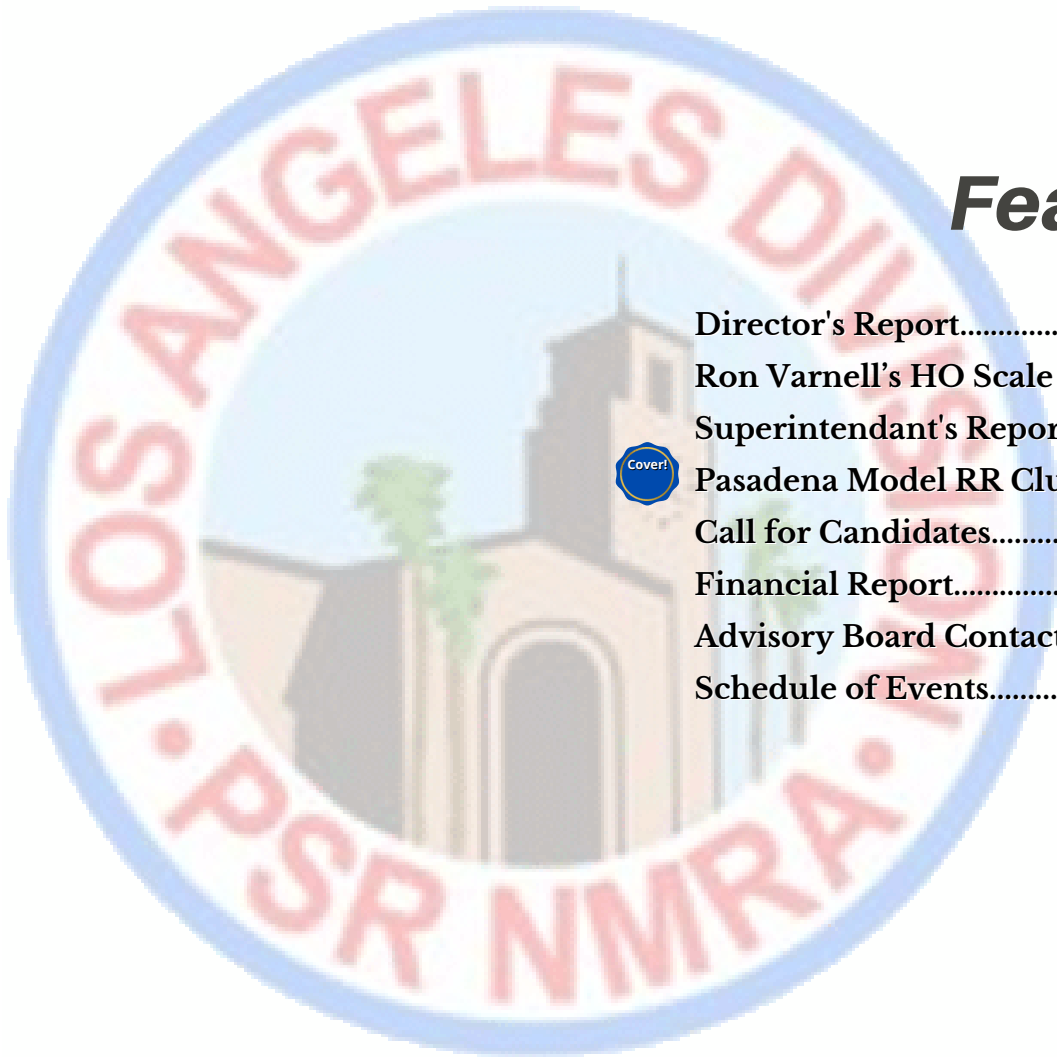 LOS ANGELES DIVISION
Fea
Director's Report.............
Ron Varnell’s HO Scale
Superintendant's Repor
Cover!
Pasadena Model RR Clu
Call for Candidates.........
Financial Report..............
Advisory Board Contact
Schedule of Events.........
• PSR NMRA •